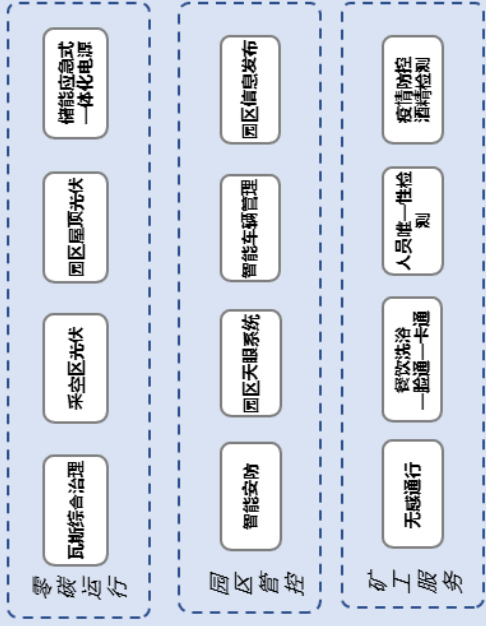 零碳运行
瓦斯综合治理
采空区光伏
园区屋顶光伏
储能应急式
一体化电源
园区管控
智能安防
园区天眼系统
智能车辆管理
园区信息发布
矿工服务
无感通行
餐饮洗浴
一脸通一卡通
人员唯一性检
测
疫情防控
酒精检测